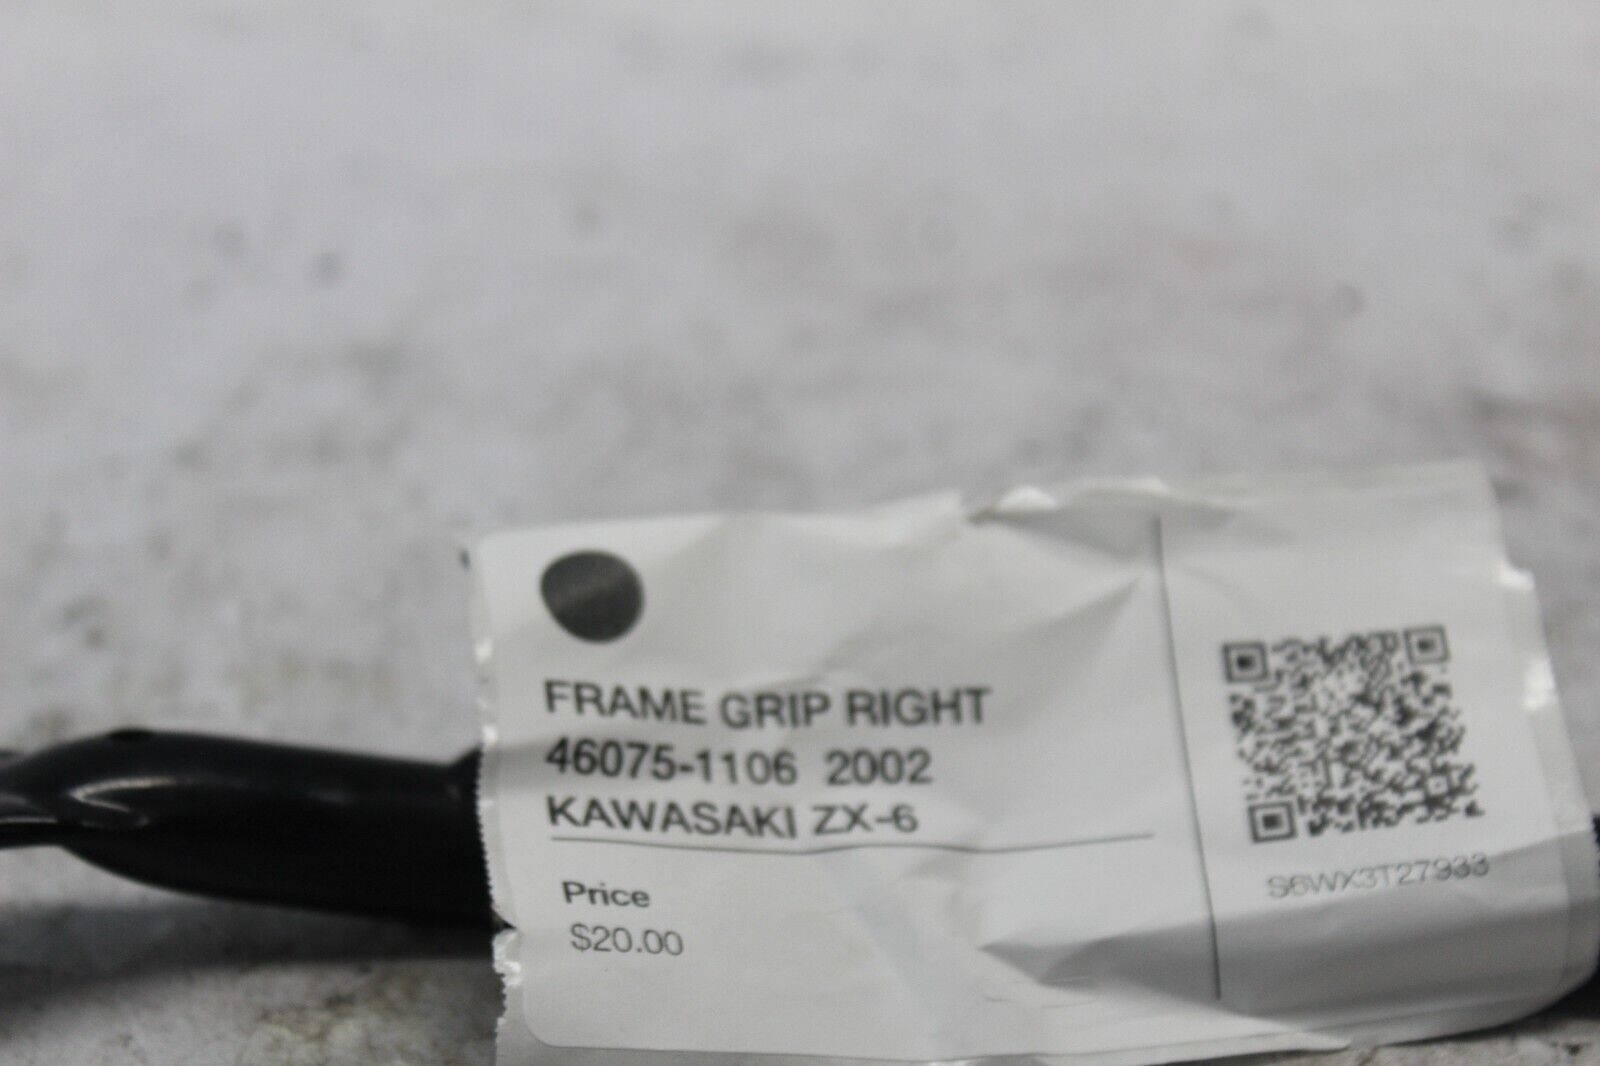 FRAME GRIP RIGHT
46075-1106 2002
KAWASAKI ZX-6
Price
$20.00
S6WX3T27933